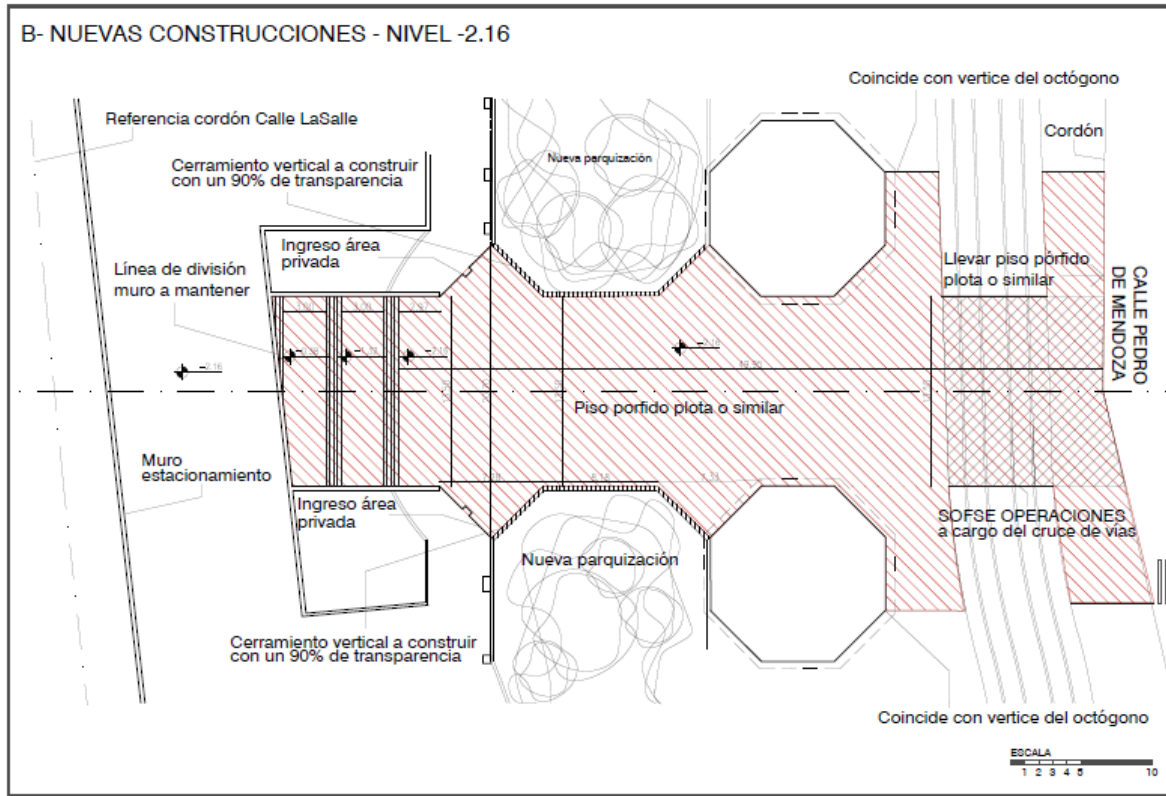 B- NUEVAS CONSTRUCCIONES - NIVEL -2.16
Coincide con vertice del octógono
Referencia cordón Calle LaSalle
Cordón
Cerramiento vertical a construir
con un 90% de transparencia
Nueva parquización
Ingreso área
privada
Línea de división
muro a mantener
Llevar piso pórfido
plota o similar
CALLE PEDRO
DE MENDOZA
-2.16
Piso porfido plota o similar
Muro
estacionamiento
Ingreso área
privada
SOFSE OPERACIONES
a cargo del cruce de vías
Nueva parquización
Cerramiento vertical a construir
con un 90% de transparencia
Coincide con vertice del octógono
ESCALA
1 2 3 4 5 10